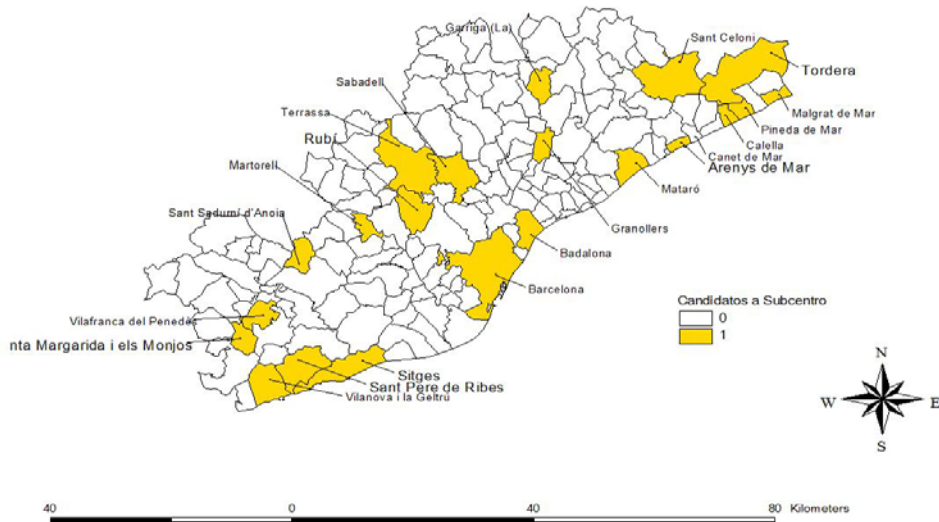 Garriga (La)
Sant Celoni
Tordera
Sabadell
Malgrat de Mar
Terrassa
Pineda de Mar
Rubí
Calella
Canet de Mar
Martorell
Arenys de Mar
Mataró
Sant Sadurní d'Anoia
Granollers
Badalona
Barcelona
Candidatos a Subcentro
0
1
Vilafranca del Penedés
nta Margarida i els Monjos
Sitges
Sant Pere de Ribes
Vilanova i la Geltrú
N
W E
S
40 0 40 80 Kilometers